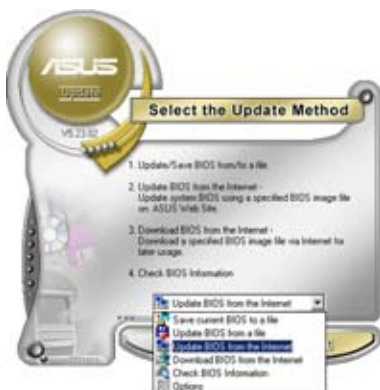 ASUS
Update
V5.23.02
Select the Update Method
1. Update/Save BIOS from/to a file.
2. Update BIOS from the Internet -
Update system BIOS using a specified BIOS image file
on ASUS Web Site.
3. Download BIOS from the Internet -
Download a specified BIOS image file via Internet for
later usage.
4. Check BIOS Information
Update BIOS from the Internet
Save current BIOS to a file
Update BIOS from a file
Update BIOS from the Internet
Download BIOS from the Internet
Check BIOS Information
Options